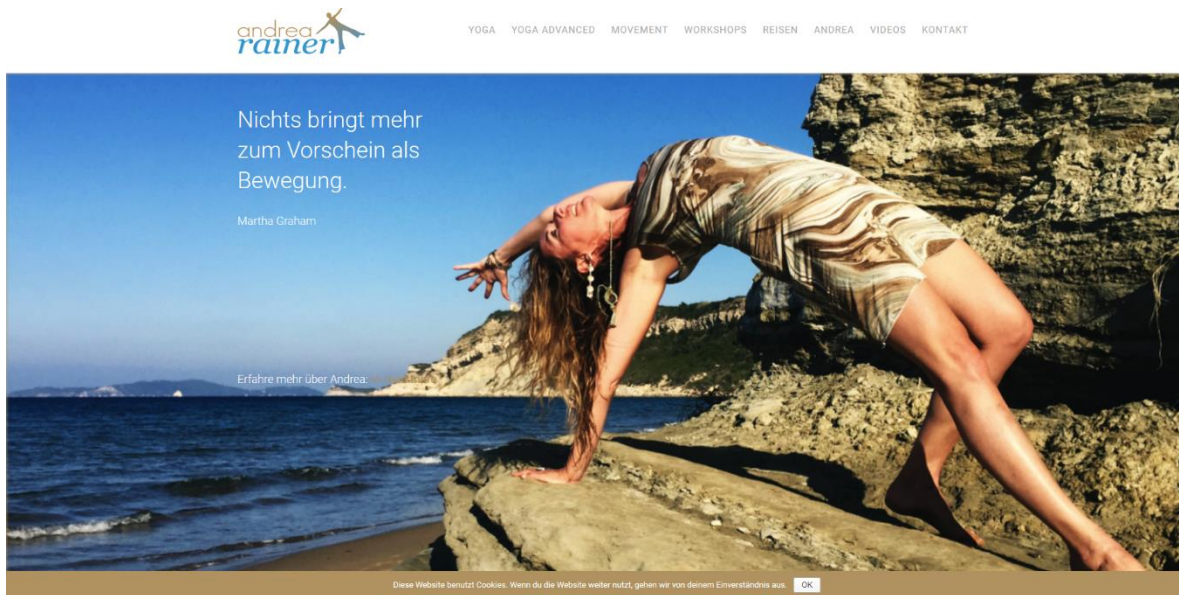 andrea
rainer
YOGA YOGA ADVANCED MOVEMENT WORKSHOPS REISEN ANDREA VIDEOS KONTAKT
Nichts bringt mehr
zum Vorschein als
Bewegung.
Martha Graham
Erfahre mehr über Andrea:
Diese Website benutzt Cookies. Wenn du die Website weiter nutzt, gehen wir von deinem Einverständnis aus. OK